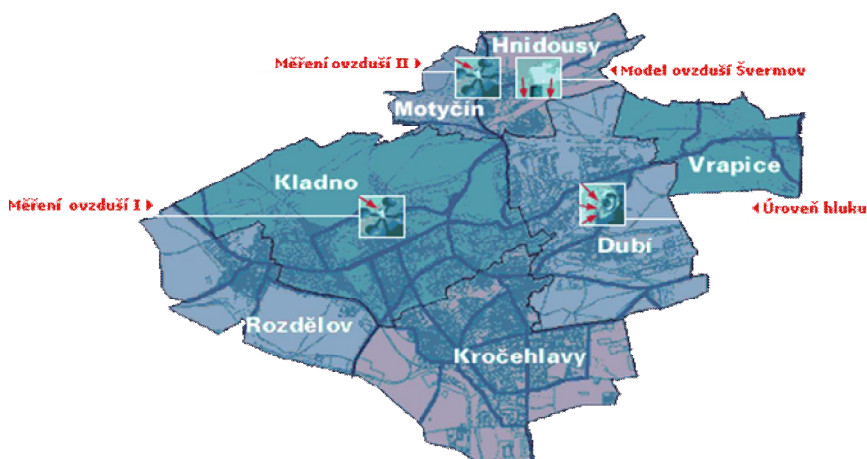 Hnidousy
Měření ovzduší II
Model ovzduší Švermov
Motyčín
Vrapice
Kladno
Měření ovzduší I
Úroveň hluku
Dubí
Rozdělov
Kročehlavy